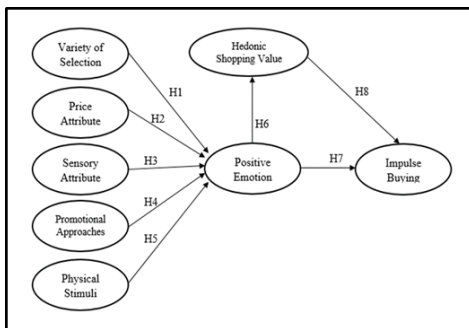 Variety of
Selection
Hedonic
Shopping Value
H1
H8
Price
Attribute
H2
H6
Sensory
Attribute
H3
Positive
Emotion
H7
Impulse
Buying
H4
Promotional
Approaches
H5
Physical
Stimuli